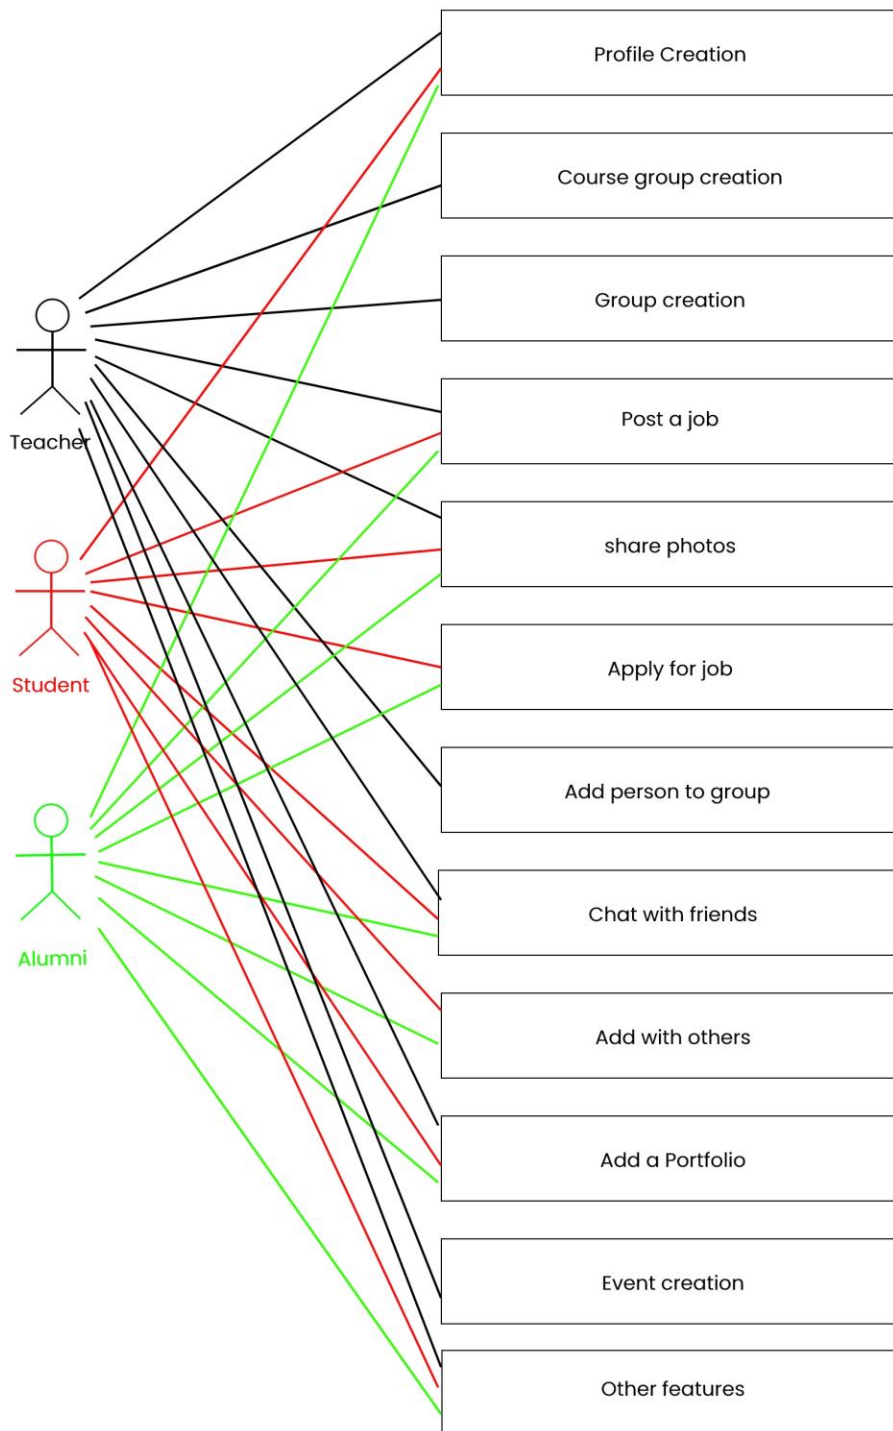 Profile Creation
Course group creation
Group creation
Teacher
Post a job
share photos
Student
Apply for job
Add person to group
Alumni
Chat with friends
Add with others
Add a Portfolio
Event creation
Other features